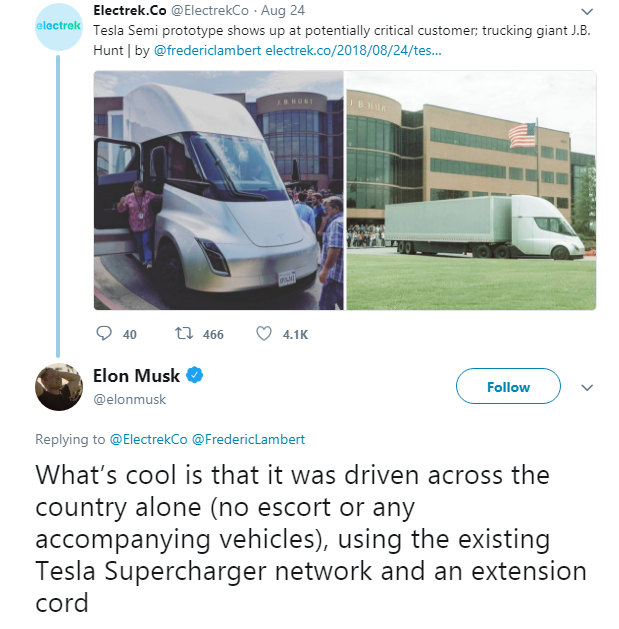 electrek
Electrek.Co @ElectrekCo · Aug 24
Tesla Semi prototype shows up at potentially critical customer; trucking giant J.B.
Hunt | by @fredericlambert electrek.co/2018/08/24/tes...
J B HUNT
J B HUNT
40 466 4.1K
Elon Musk
@elonmusk
Follow
Replying to @ElectrekCo @FredericLambert
What’s cool is that it was driven across the
country alone (no escort or any
accompanying vehicles), using the existing
Tesla Supercharger network and an extension
cord